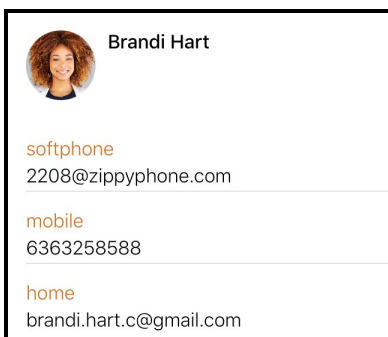 Brandi Hart
softphone
2208@zippyphone.com
mobile
6363258588
home
brandi.hart.c@gmail.com